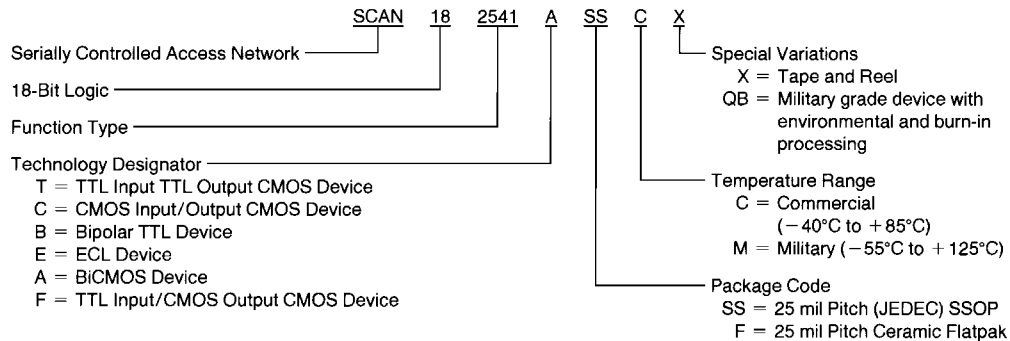 SCAN 18 2541 A SS C X
Serially Controlled Access Network
18-Bit Logic
Function Type
Technology Designator
T = TTL Input TTL Output CMOS Device
C = CMOS Input/Output CMOS Device
B = Bipolar TTL Device
E = ECL Device
A = BiCMOS Device
F = TTL Input/CMOS Output CMOS Device
Special Variations
X = Tape and Reel
QB = Military grade device with
environmental and burn-in
processing
Temperature Range
C = Commercial
(−40°C to +85°C)
M = Military (−55°C to +125°C)
Package Code
SS = 25 mil Pitch (JEDEC) SSOP
F = 25 mil Pitch Ceramic Flatpak